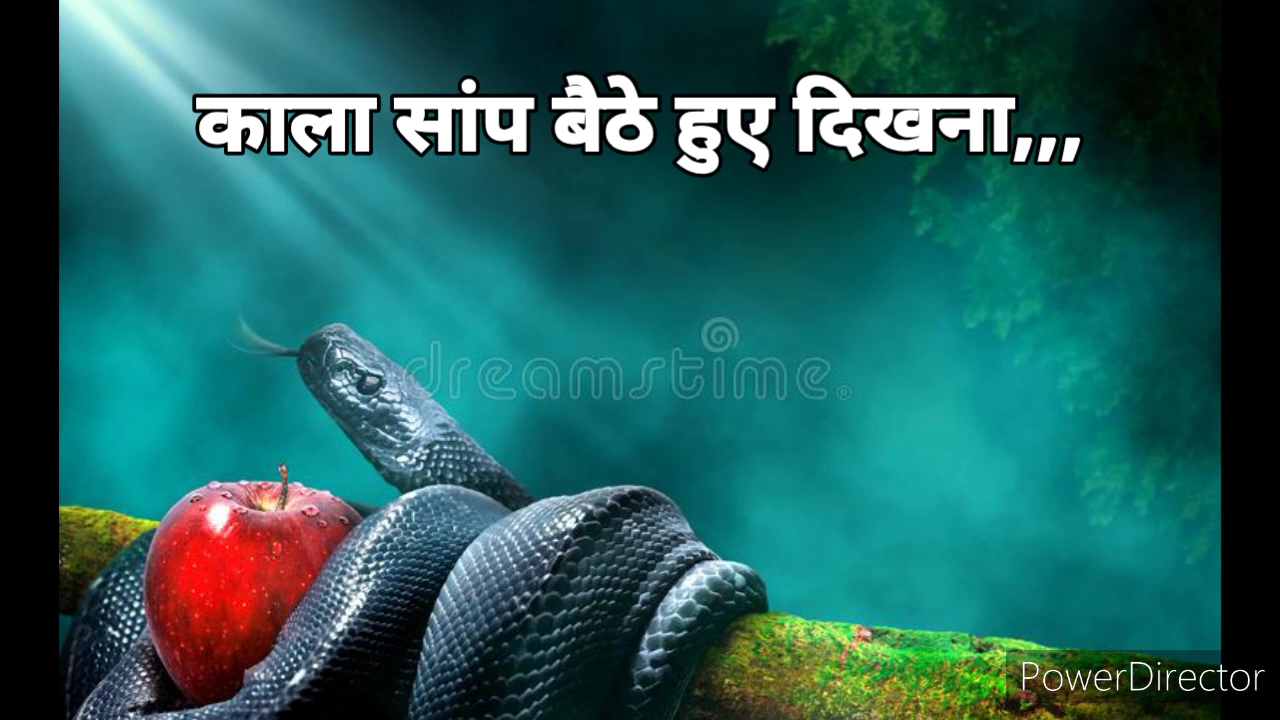 काला सांप बैठे हुए दिखना,,,
dreamstime.
PowerDirector